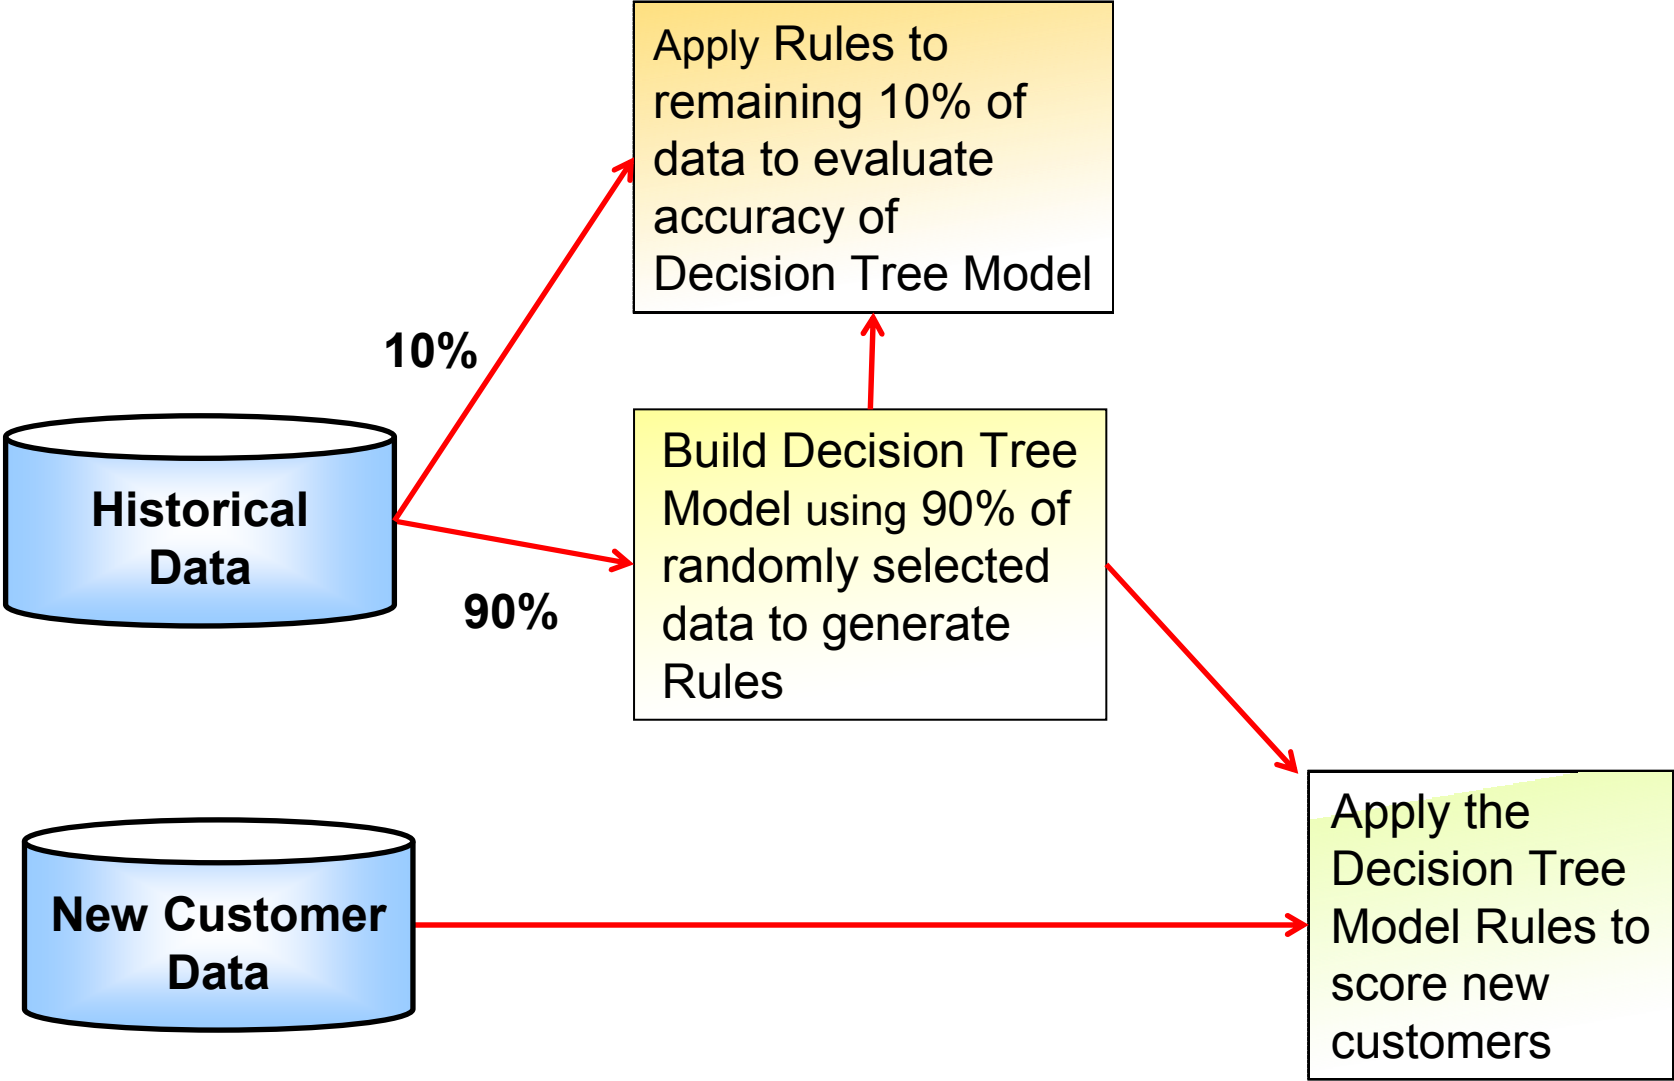 Apply Rules to
remaining 10% of
data to evaluate
accuracy of
Decision Tree Model
10%
Historical
Data
90%
Build Decision Tree
Model using 90% of
randomly selected
data to generate
Rules
New Customer
Data
Apply the
Decision Tree
Model Rules to
score new
customers